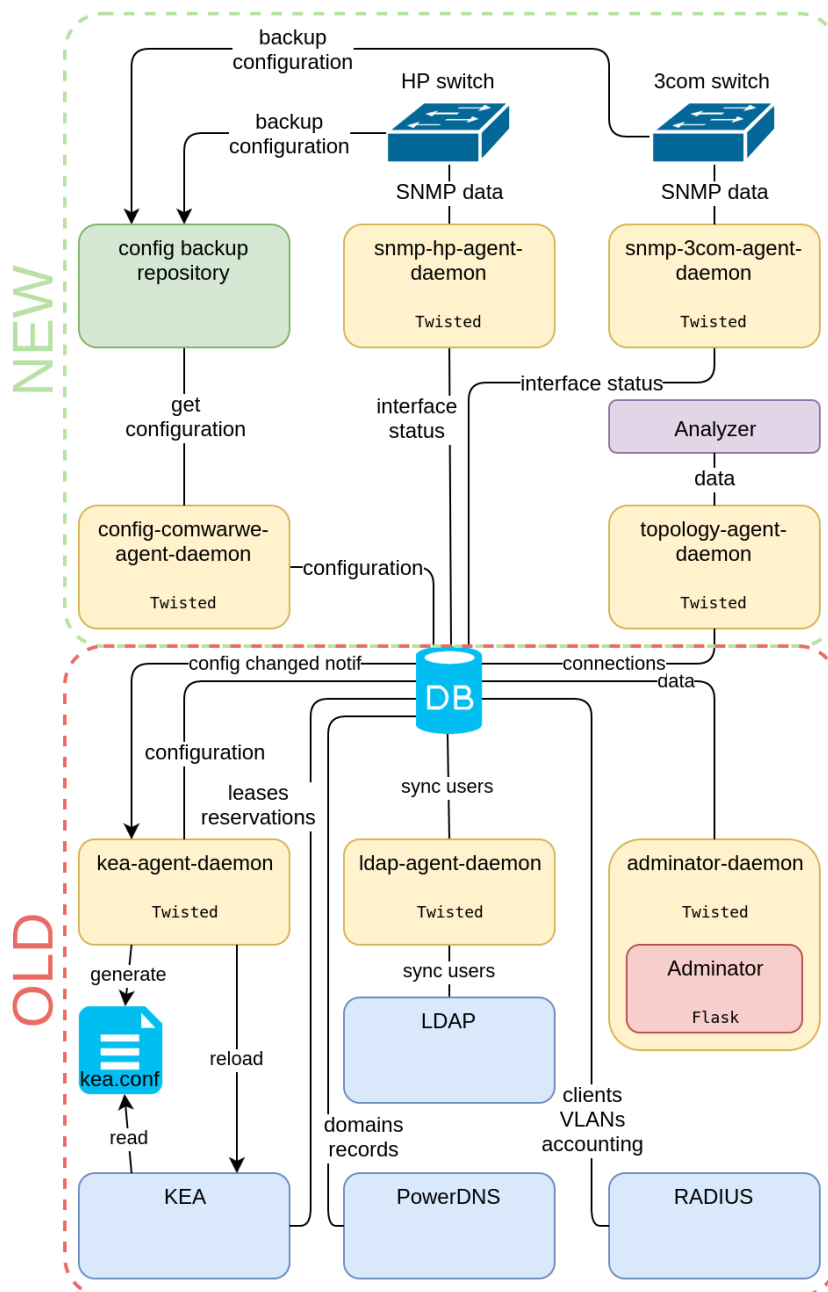 backup
configuration
HP switch
3com switch
backup
configuration
SNMP data
SNMP data
config backup
repository
snmp-hp-agent-
daemon
Twisted
snmp-3com-agent-
daemon
Twisted
NEW
interface status
get
configuration
interface
status
Analyzer
data
config-comwarwe-
agent-daemon
Twisted
topology-agent-
daemon
Twisted
configuration
config changed notif
connections
data
DB
configuration
sync users
leases
reservations
kea-agent-daemon
Twisted
ldap-agent-daemon
Twisted
adminator-daemon
Twisted
OLD
generate
sync users
Adminator
Flask
LDAP
kea.conf
reload
read
domains
records
clients
VLANs
accounting
KEA
PowerDNS
RADIUS